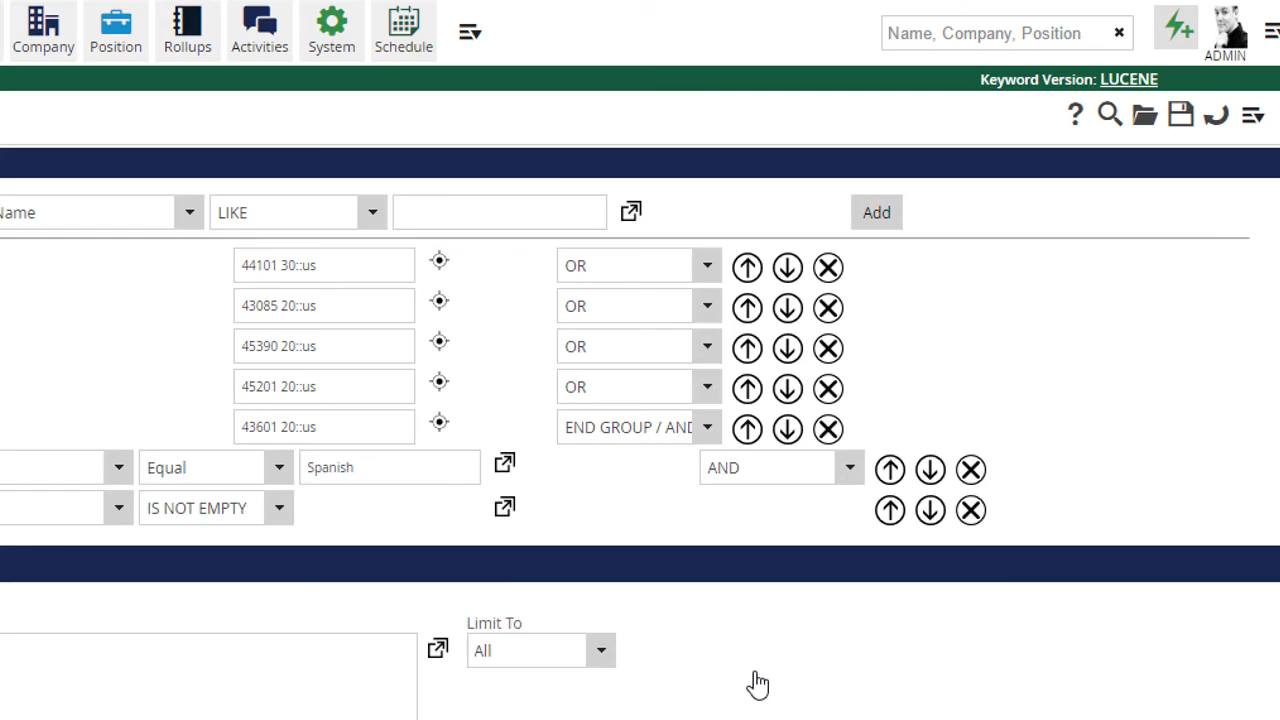 Company Position Rollups Activities System Schedule Name, Company, Position
ADMIN
Keyword Version: LUCENE
?
Name LIKE Add
44101 30::us OR
43085 20::us OR
45390 20::us OR
45201 20::us OR
43601 20::us END GROUP / AND
Equal Spanish AND
IS NOT EMPTY
Limit To
All